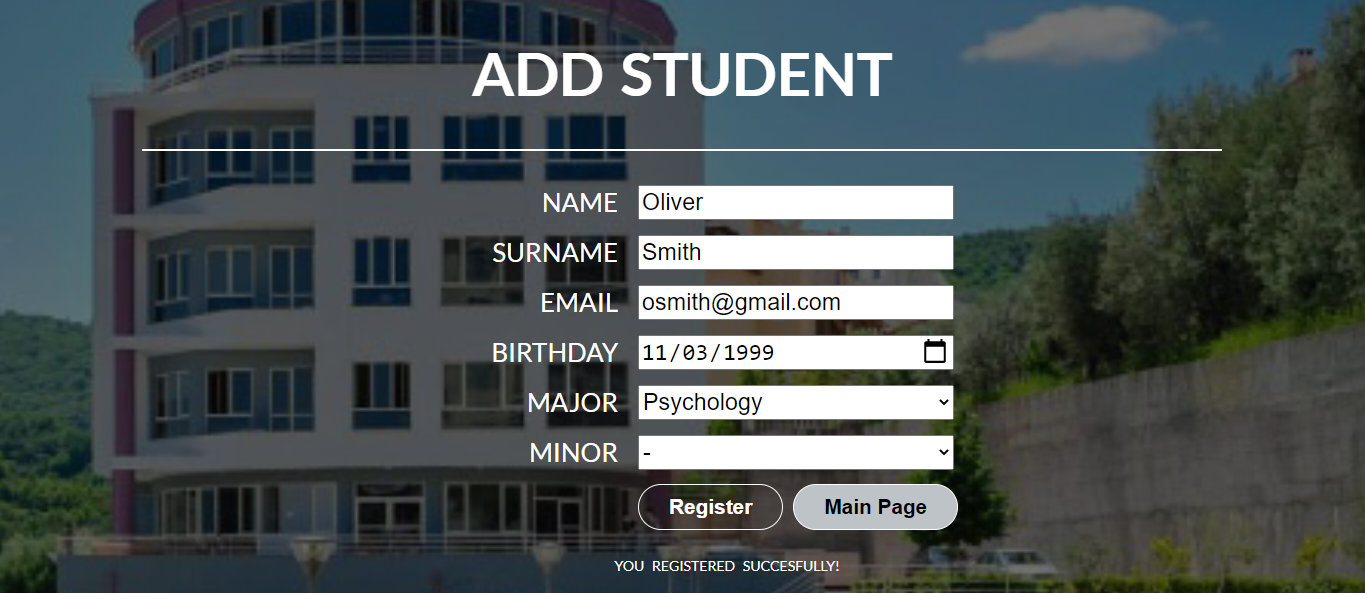 ADD STUDENT
NAME Oliver
SURNAME Smith
EMAIL osmith@gmail.com
BIRTHDAY 11/03/1999
MAJOR Psychology
MINOR -
Register Main Page
YOU REGISTERED SUCCESFULLY!